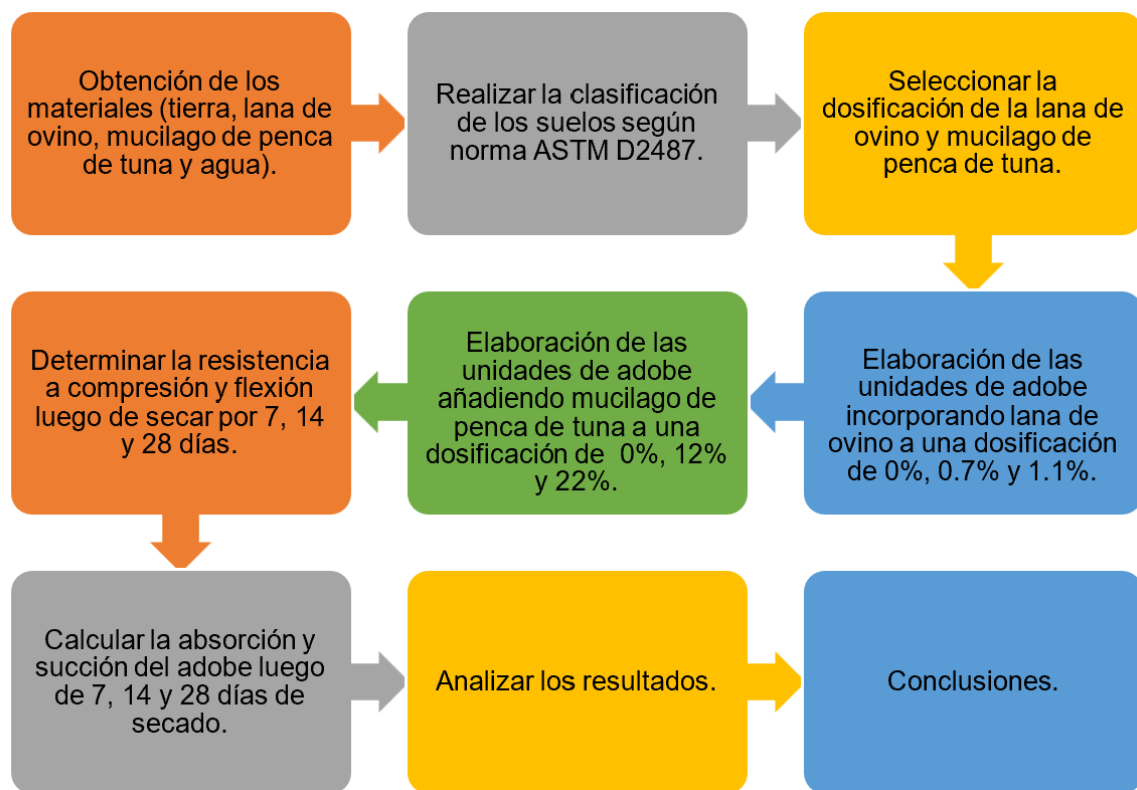 Obtención de los
materiales (tierra, lana de
ovino, mucilago de penca
de tuna y agua).
Realizar la clasificación
de los suelos según
norma ASTM D2487.
Seleccionar la
dosificación de la lana de
ovino y mucilago de
penca de tuna.
Elaboración de las
unidades de adobe
incorporando lana de
ovino a una dosificación
de 0%, 0.7% y 1.1%.
Elaboración de las
unidades de adobe
añadiendo mucilago de
penca de tuna a una
dosificación de 0%, 12%
y 22%.
Determinar la resistencia
a compresión y flexión
luego de secar por 7, 14
y 28 días.
Calcular la absorción y
succión del adobe luego
de 7, 14 y 28 días de
secado.
Analizar los resultados.
Conclusiones.